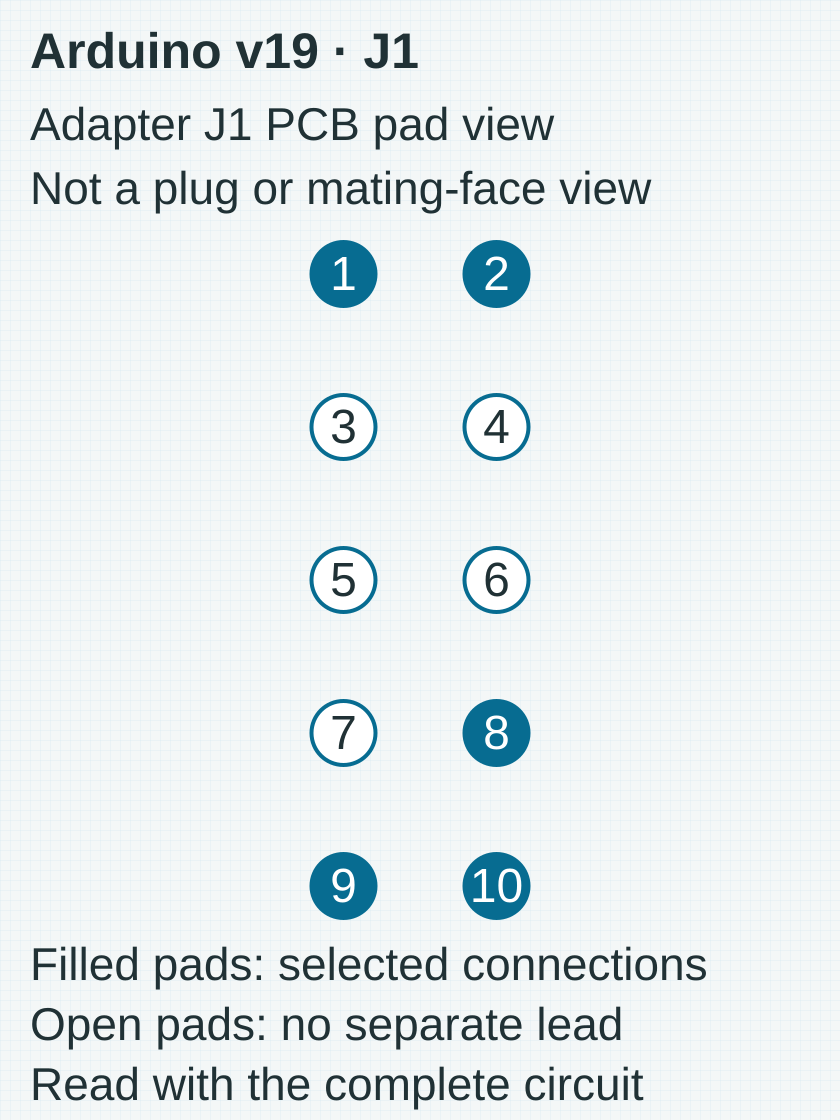 Arduino v19 · J1
Adapter J1 PCB pad view
Not a plug or mating-face view
1 2
3 4
5 6
7 8
9 10
Filled pads: selected connections
Open pads: no separate lead
Read with the complete circuit